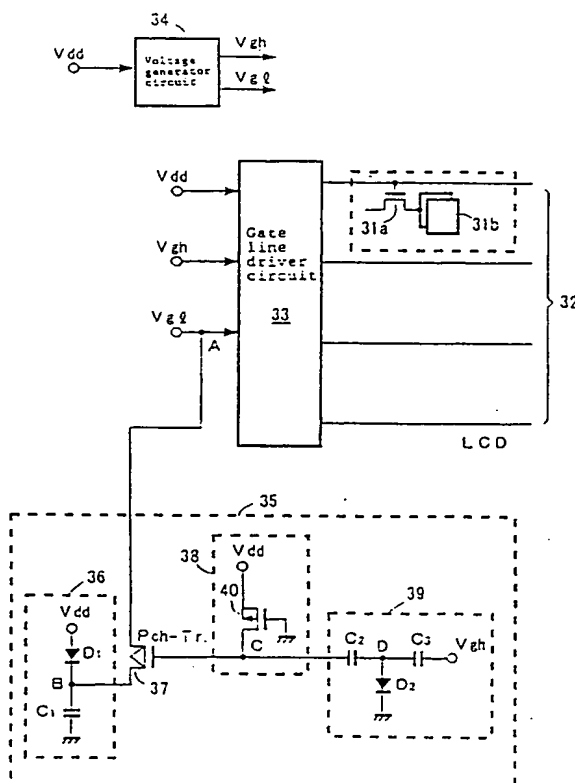 34
Vdd
Voltage
generator
circuit
Vgh
Vgℓ
Vdd
Vgh
Vgℓ
A
Gate
line
driver
circuit
33
31a
31b
32
LCD
35
36
Vdd
D1
B
C1
Pch-Tr.
37
38
Vdd
40
C
39
C2
D
C3
Vgh
D2